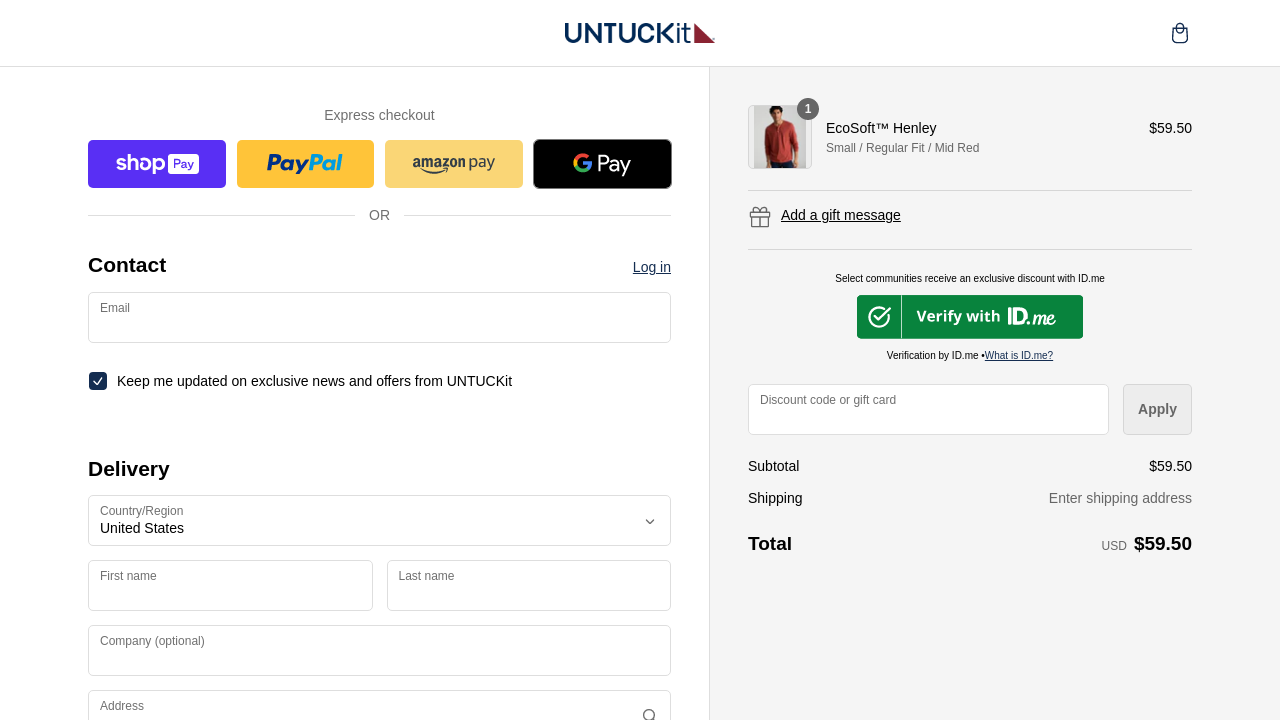 UNTUCKit
Express checkout
shop Pay
PayPal
amazon pay
G Pay
OR
Contact
Log in
Email
Keep me updated on exclusive news and offers from UNTUCKit
Delivery
Country/Region
United States
First name
Last name
Company (optional)
Address
1
EcoSoft™ Henley
$59.50
Small / Regular Fit / Mid Red
Add a gift message
Select communities receive an exclusive discount with ID.me
Verify with ID.me
Verification by ID.me •What is ID.me?
Discount code or gift card
Apply
Subtotal
$59.50
Shipping
Enter shipping address
Total
USD $59.50